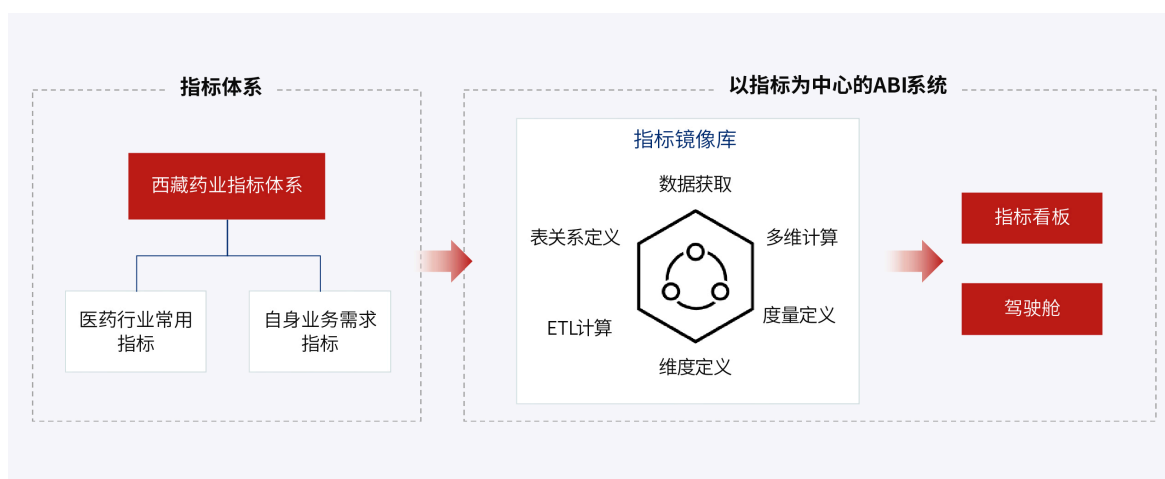 指标体系
西藏药业指标体系
医药行业常用
指标
自身业务需求
指标
以指标为中心的ABI系统
指标镜像库
数据获取
表关系定义
多维计算
ETL计算
度量定义
维度定义
指标看板
驾驶舱